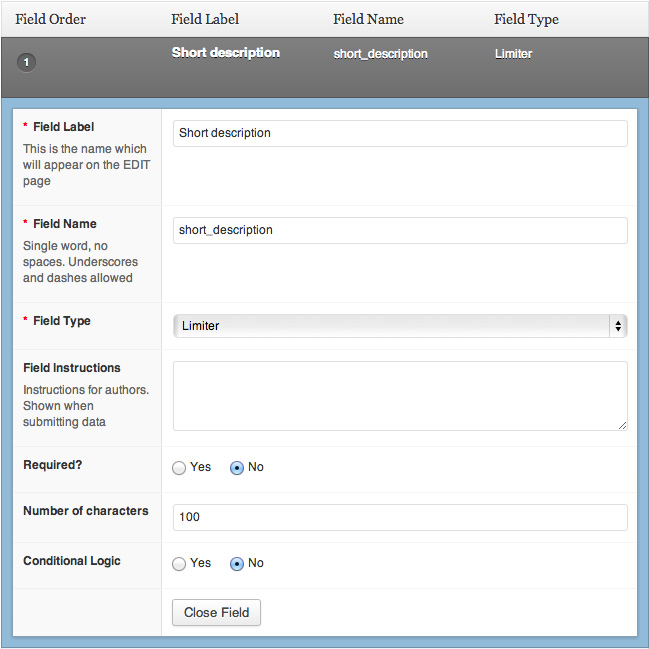 Field Order Field Label Field Name Field Type
1 Short description short_description Limiter
* Field Label
This is the name which
will appear on the EDIT
page
Short description
* Field Name
Single word, no
spaces. Underscores
and dashes allowed
short_description
* Field Type
Limiter
Field Instructions
Instructions for authors.
Shown when
submitting data
Required?
Yes No
Number of characters
100
Conditional Logic
Yes No
Close Field